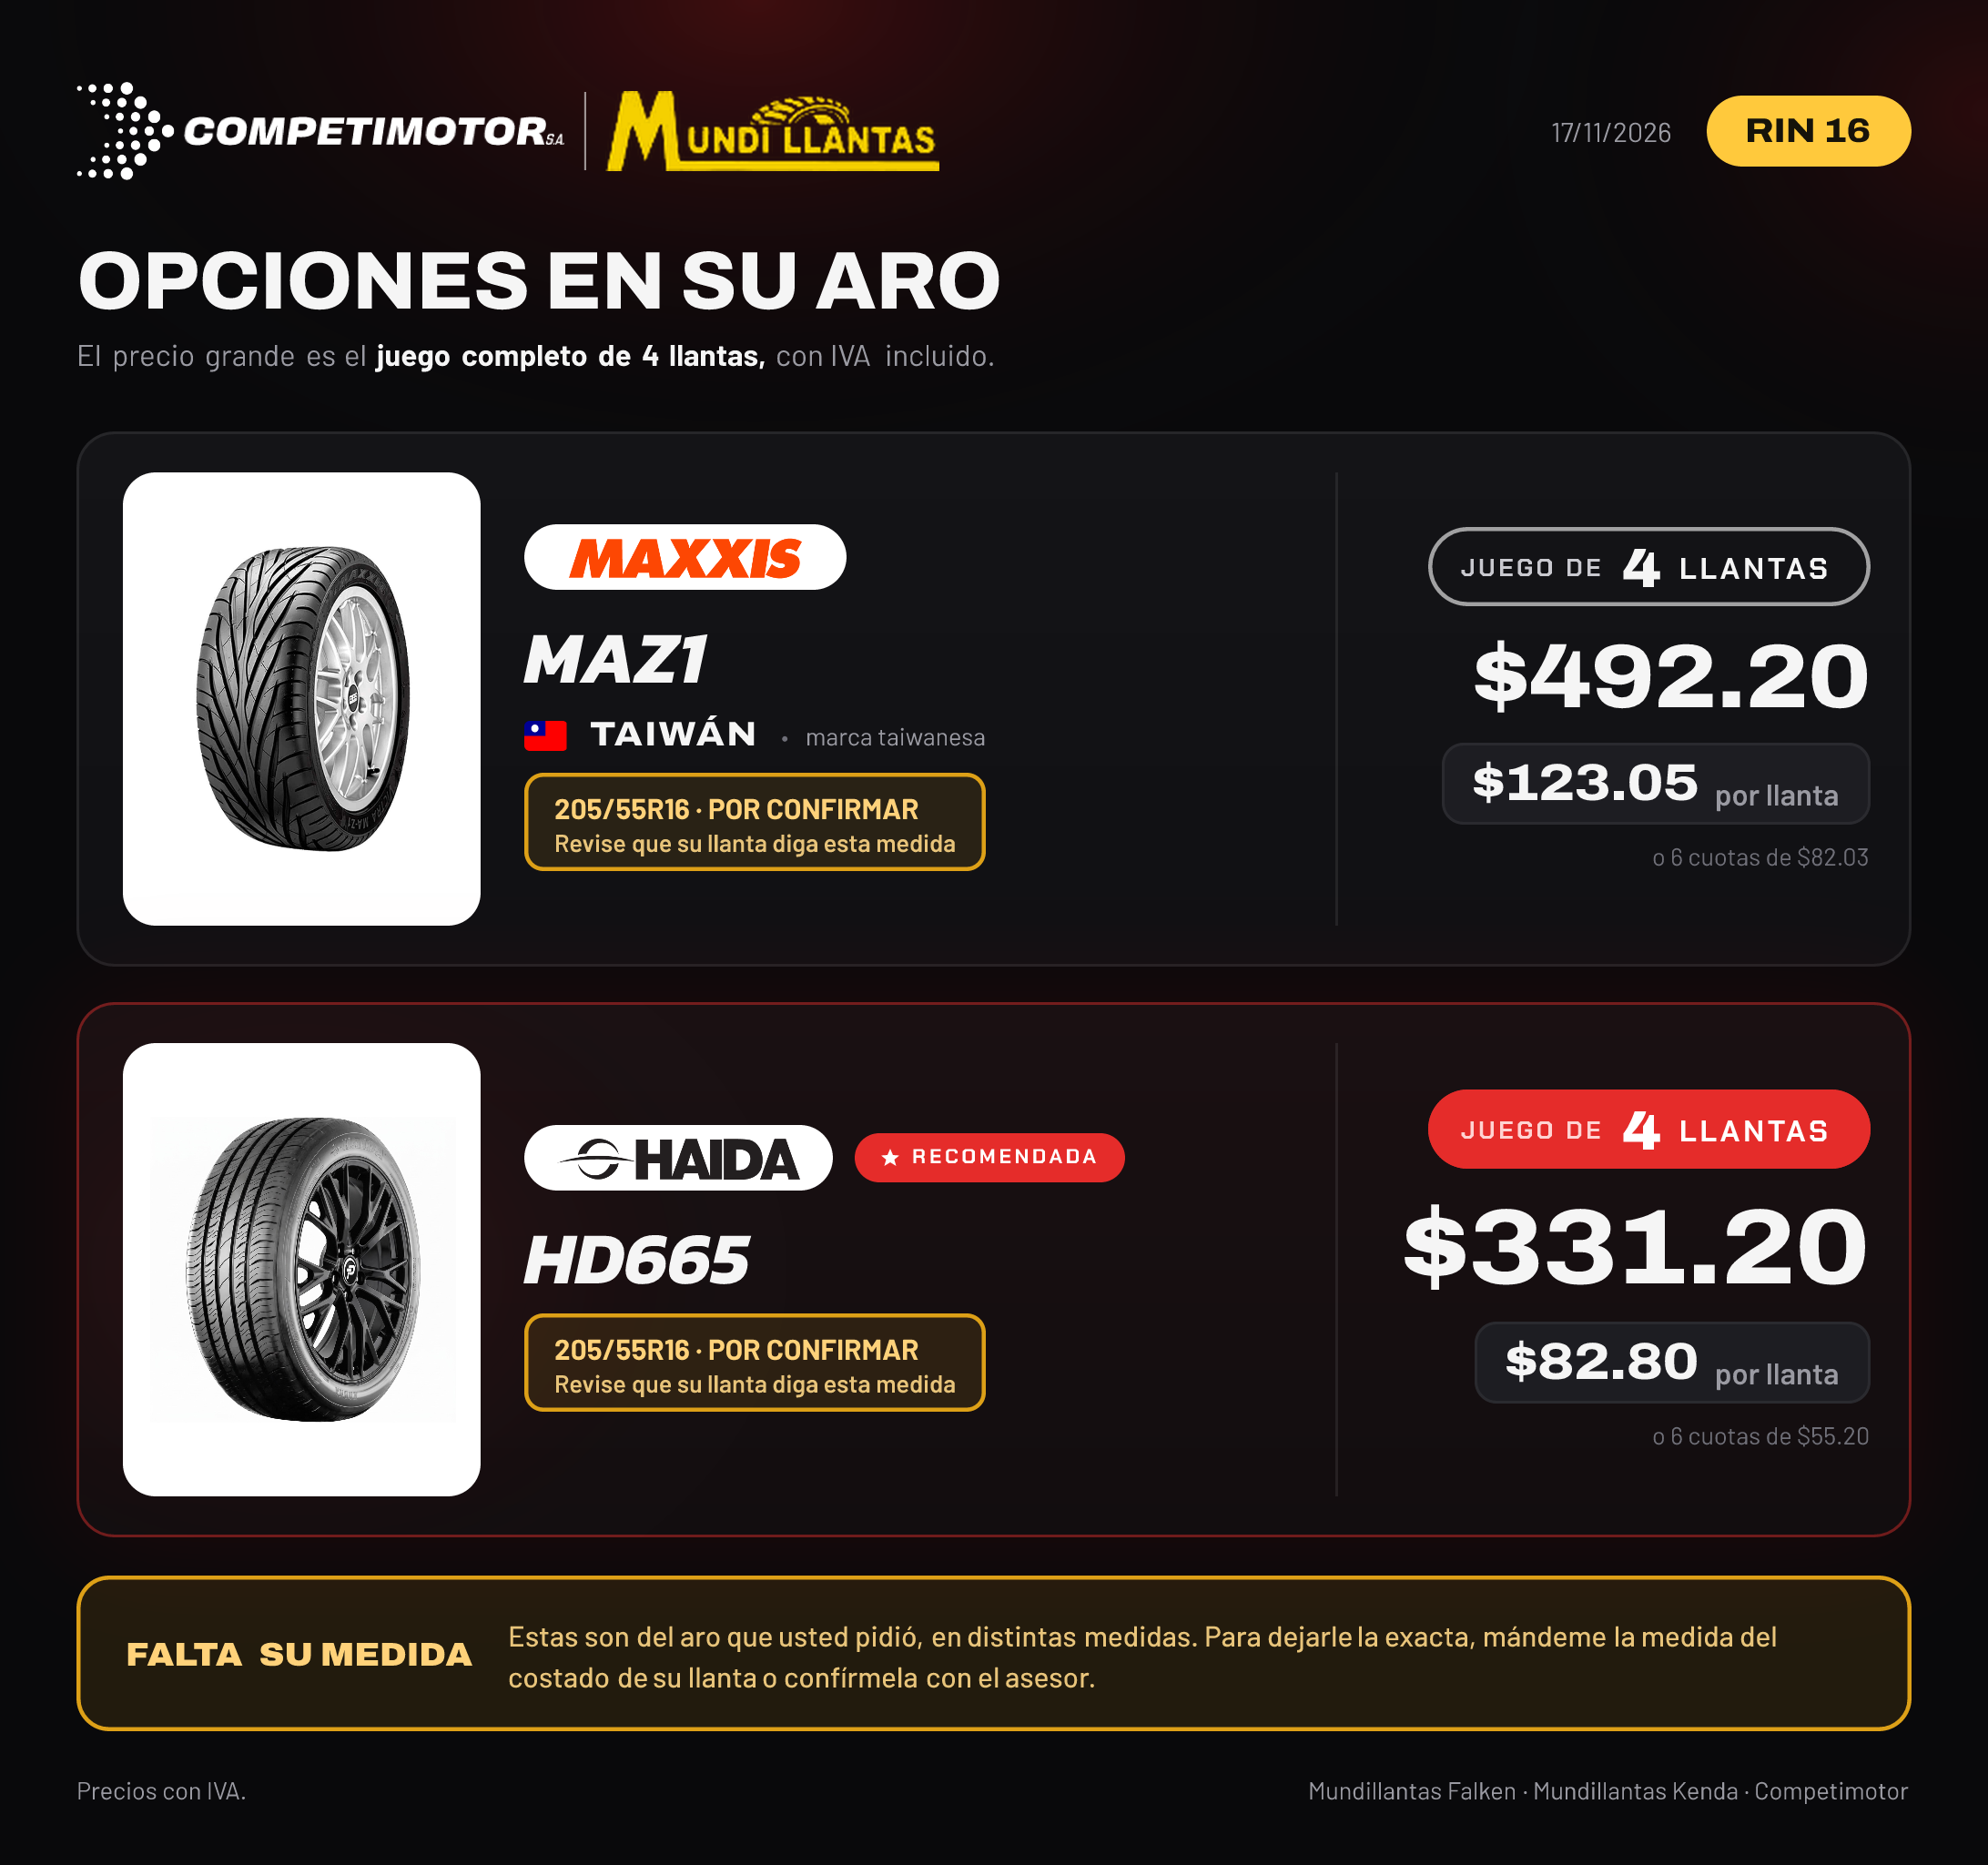 COMPETIMOTOR S.A.
MUNDI LLANTAS
17/11/2026
RIN 16
OPCIONES EN SU ARO
El precio grande es el juego completo de 4 llantas, con IVA incluido.
MAXXIS
MAZ1
TAIWÁN · marca taiwanesa
205/55R16 · POR CONFIRMAR
Revise que su llanta diga esta medida
JUEGO DE 4 LLANTAS
$492.20
$123.05 por llanta
o 6 cuotas de $82.03
HAIDA
★ RECOMENDADA
HD665
205/55R16 · POR CONFIRMAR
Revise que su llanta diga esta medida
JUEGO DE 4 LLANTAS
$331.20
$82.80 por llanta
o 6 cuotas de $55.20
FALTA SU MEDIDA
Estas son del aro que usted pidió, en distintas medidas. Para dejarle la exacta, mándeme la medida del
costado de su llanta o confírmela con el asesor.
Precios con IVA.
Mundillantas Falken · Mundillantas Kenda · Competimotor